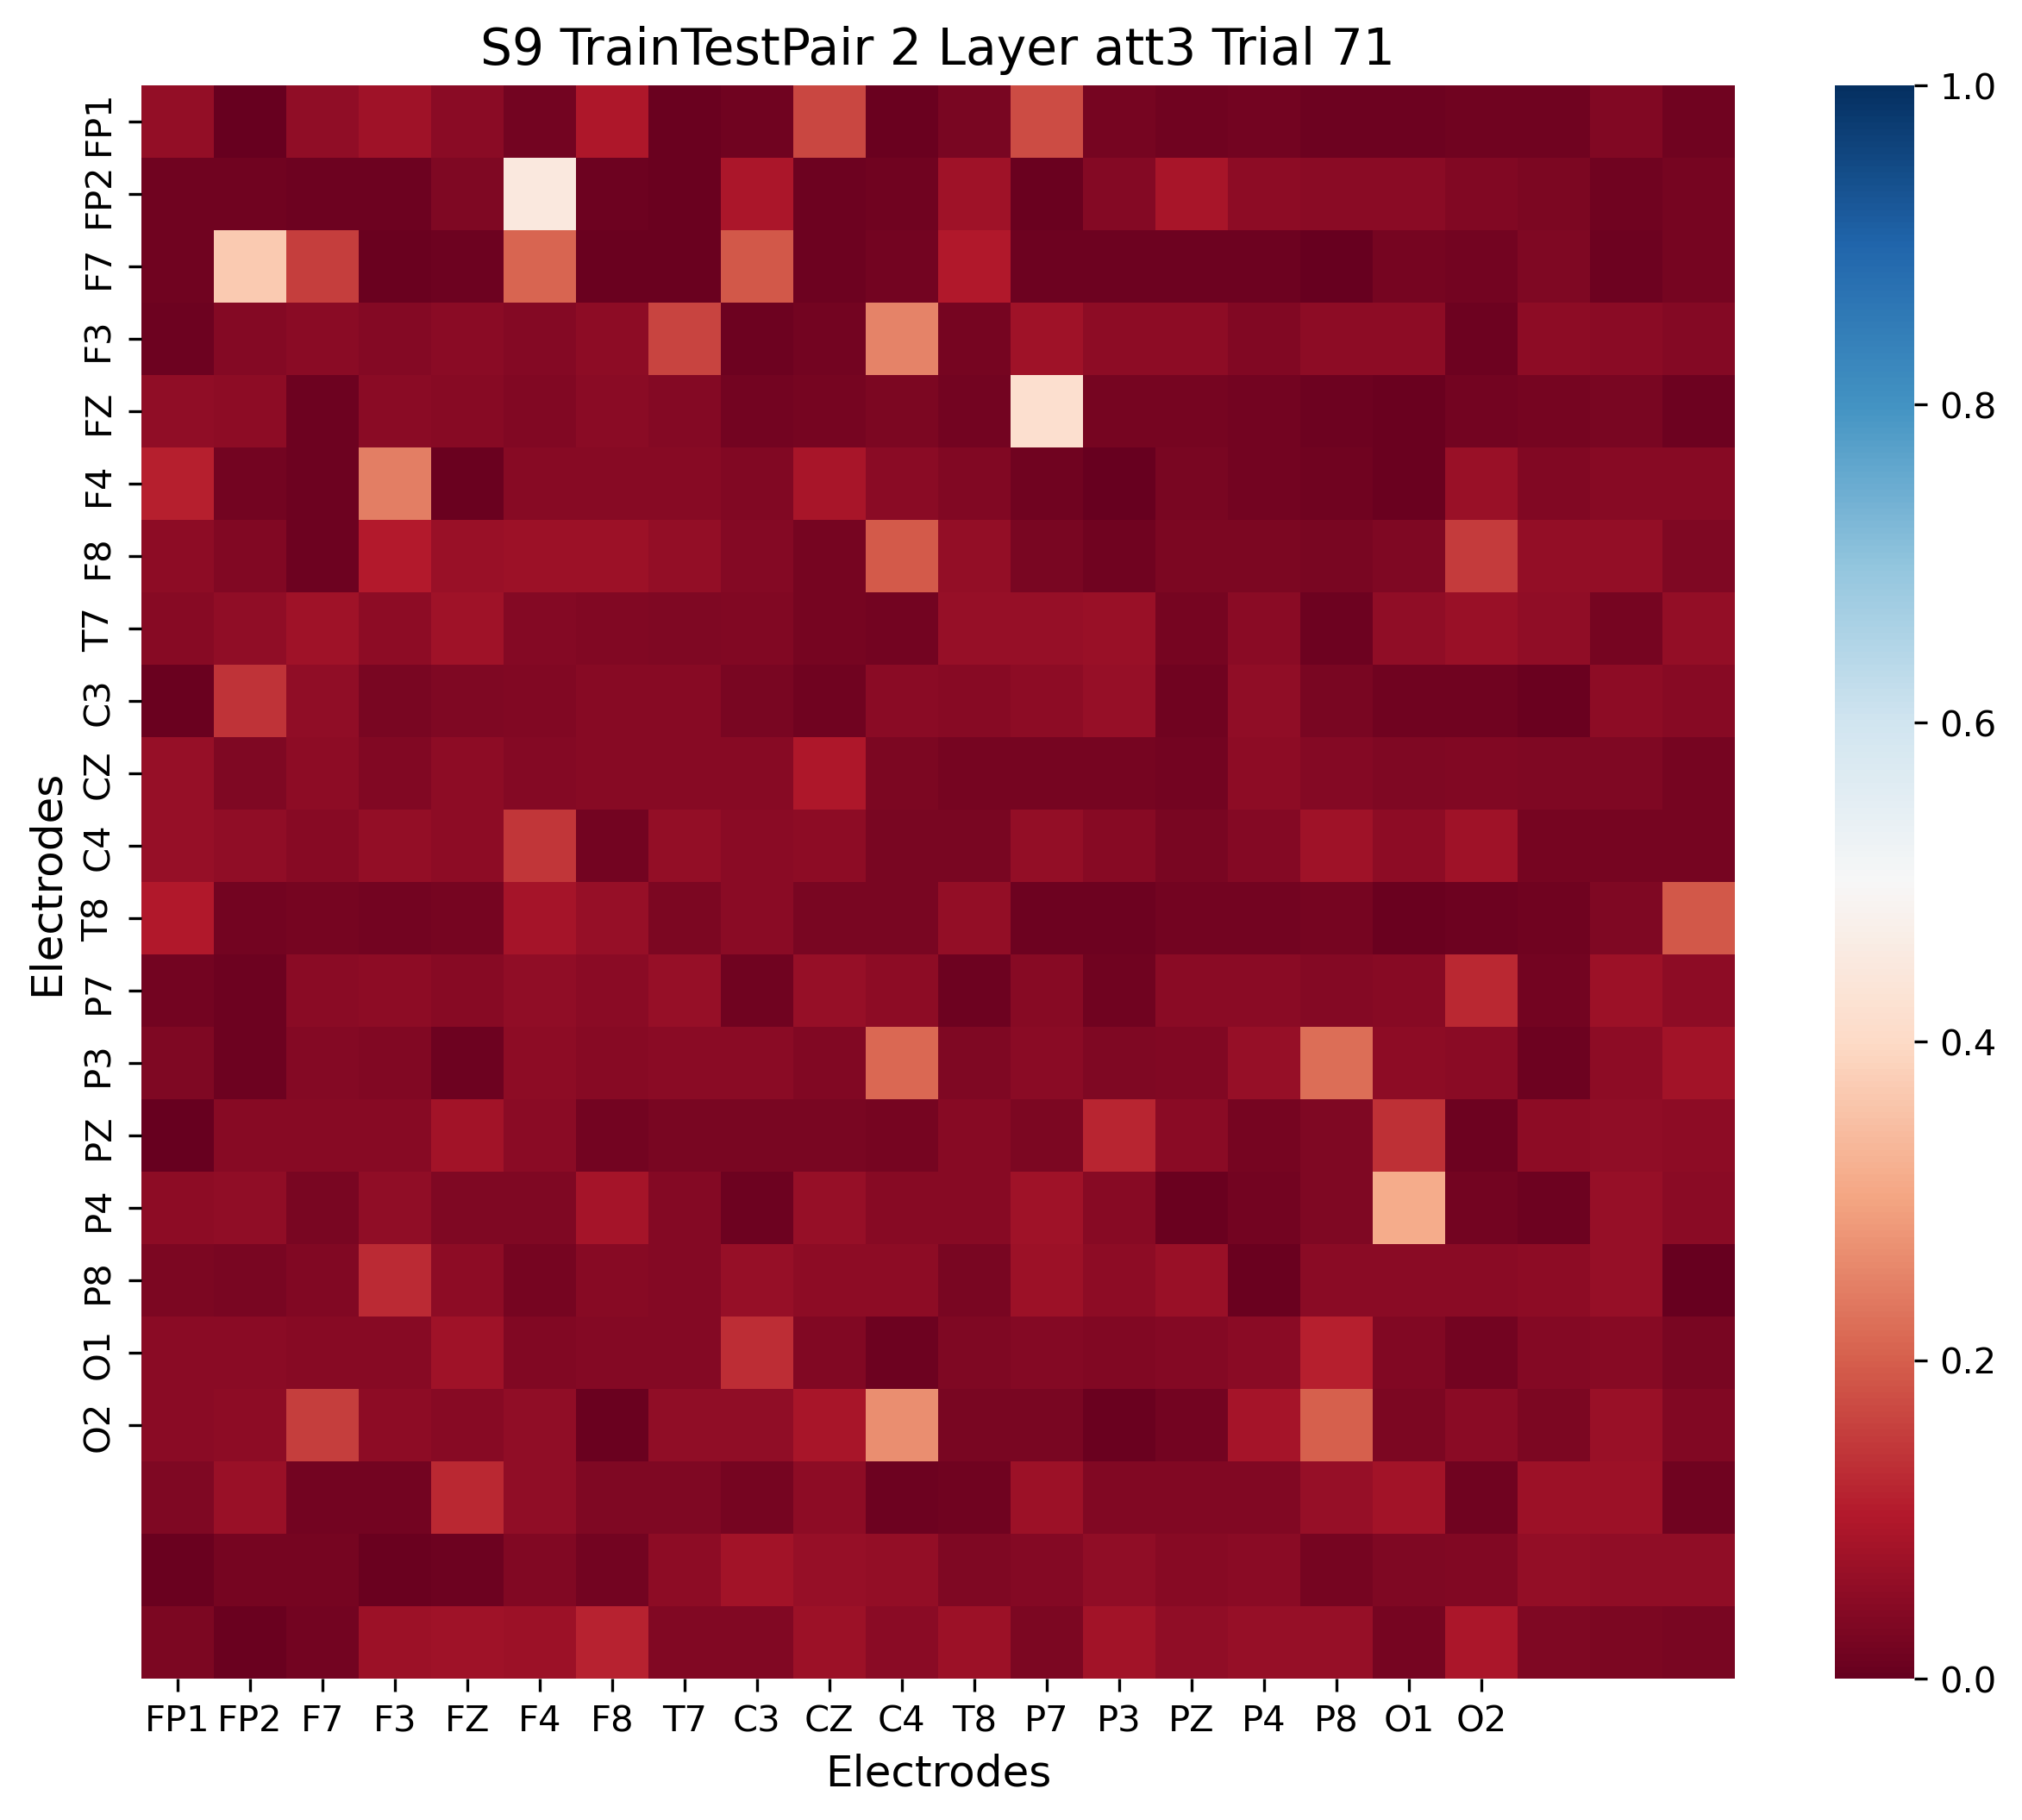 S9 TrainTestPair 2 Layer att3 Trial 71
Electrodes
FP1
FP2
F7
F3
FZ
F4
F8
T7
C3
CZ
C4
T8
P7
P3
PZ
P4
P8
O1
O2
FP1 FP2 F7 F3 FZ F4 F8 T7 C3 CZ C4 T8 P7 P3 PZ P4 P8 O1 O2
Electrodes
1.0
0.8
0.6
0.4
0.2
0.0